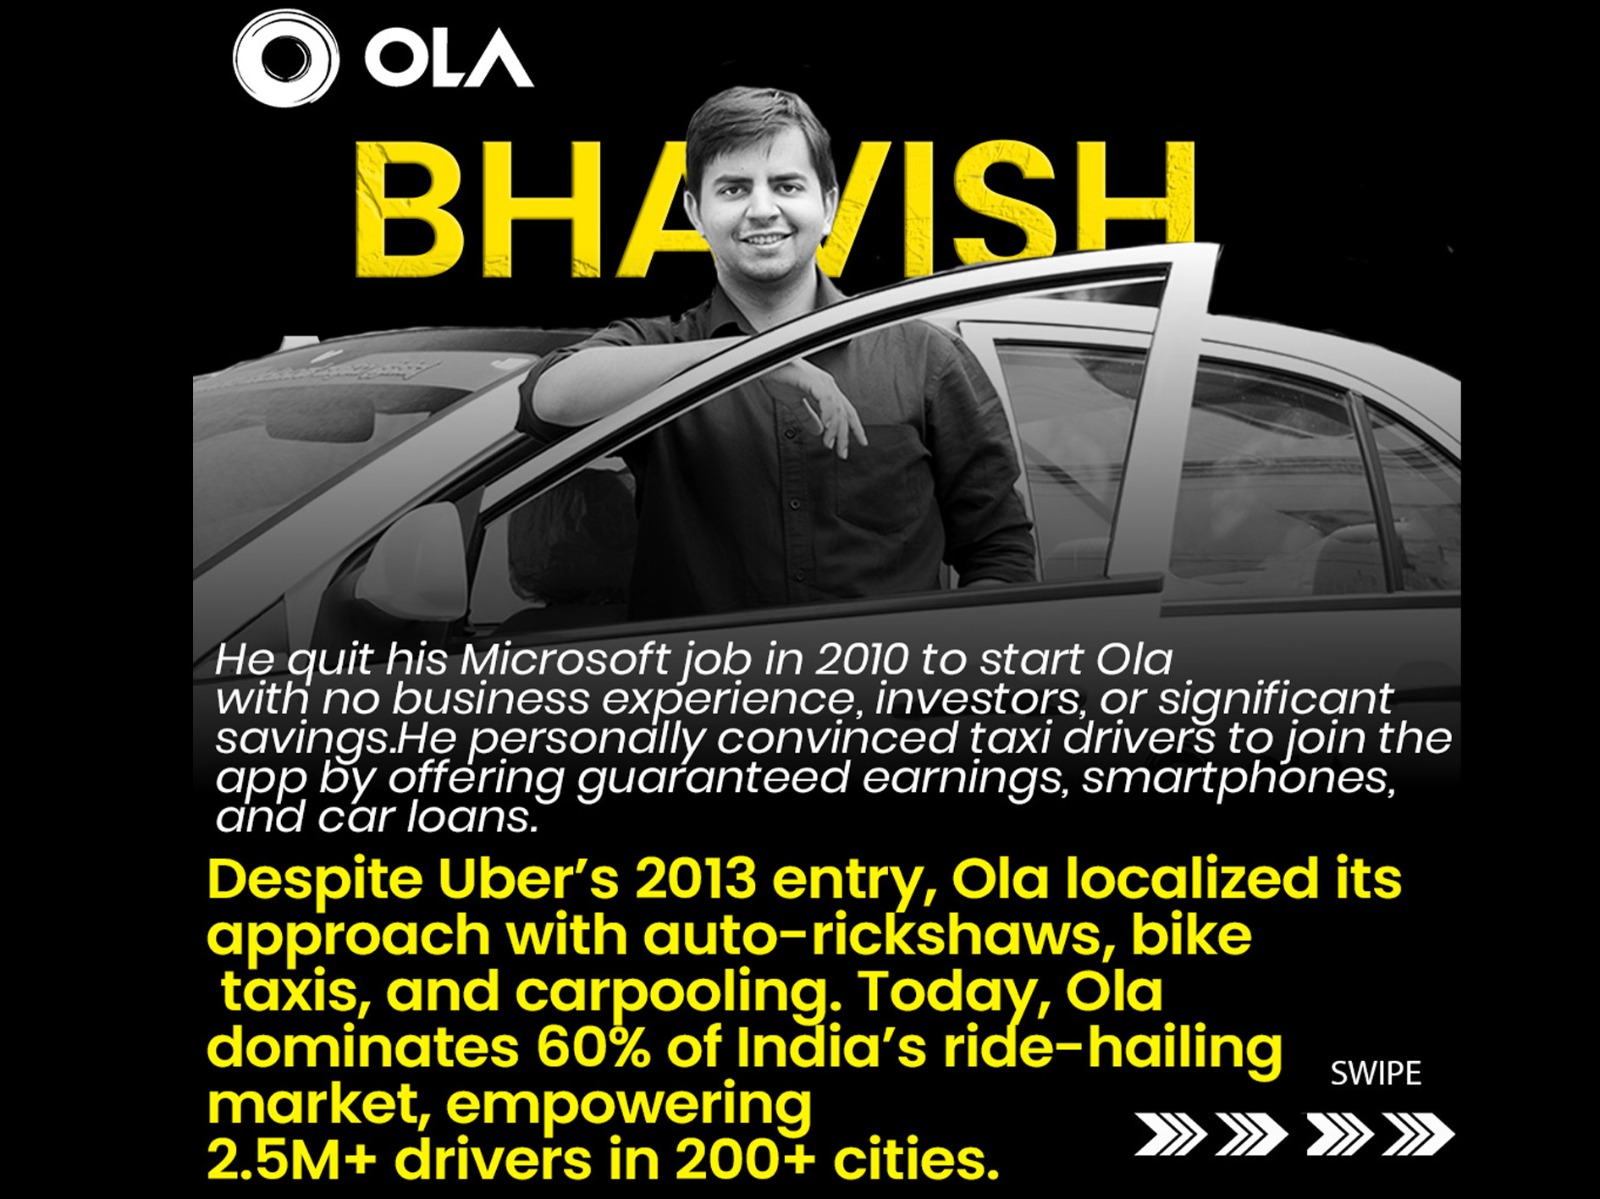 OLA
BHAVISH
He quit his Microsoft job in 2010 to start Ola
with no business experience, investors, or significant
savings.He personally convinced taxi drivers to join the
app by offering guaranteed earnings, smartphones,
and car loans.
Despite Uber’s 2013 entry, Ola localized its
approach with auto-rickshaws, bike
taxis, and carpooling. Today, Ola
dominates 60% of India’s ride-hailing
market, empowering
2.5M+ drivers in 200+ cities.
SWIPE